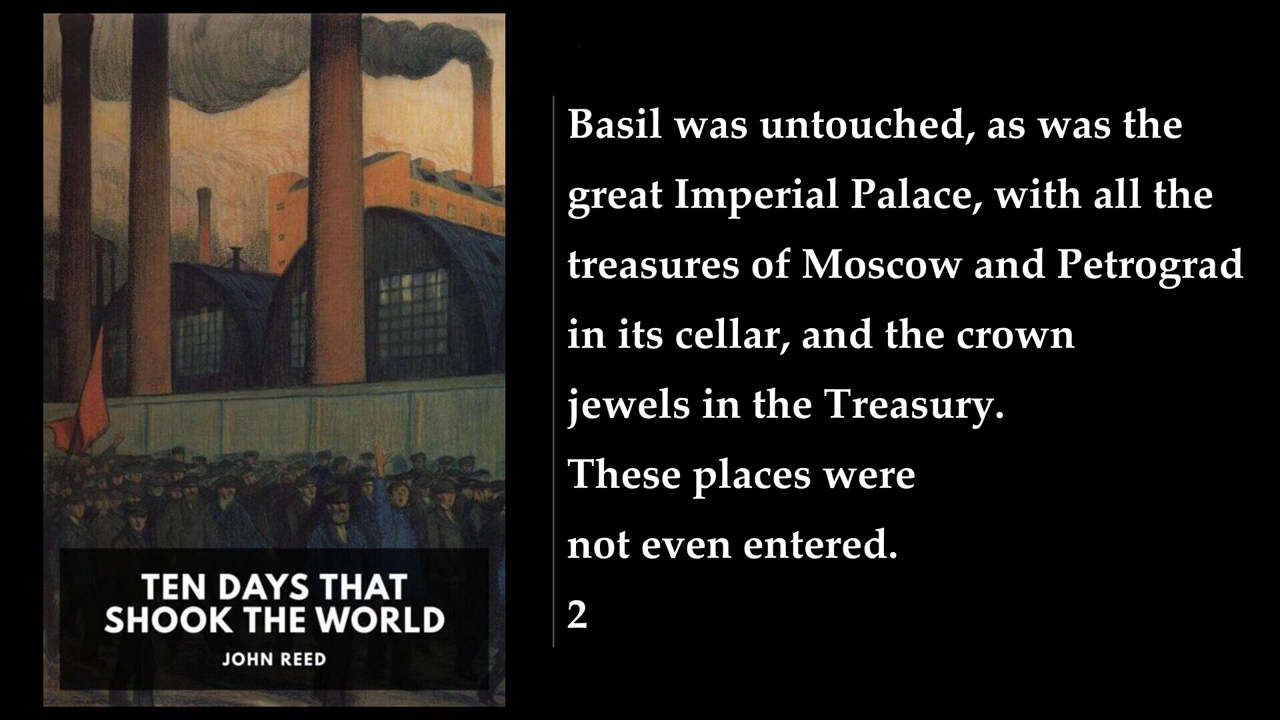 Basil was untouched, as was the
great Imperial Palace, with all the
treasures of Moscow and Petrograd
in its cellar, and the crown
jewels in the Treasury.
These places were
not even entered.
2
TEN DAYS THAT
SHOOK THE WORLD
JOHN REED